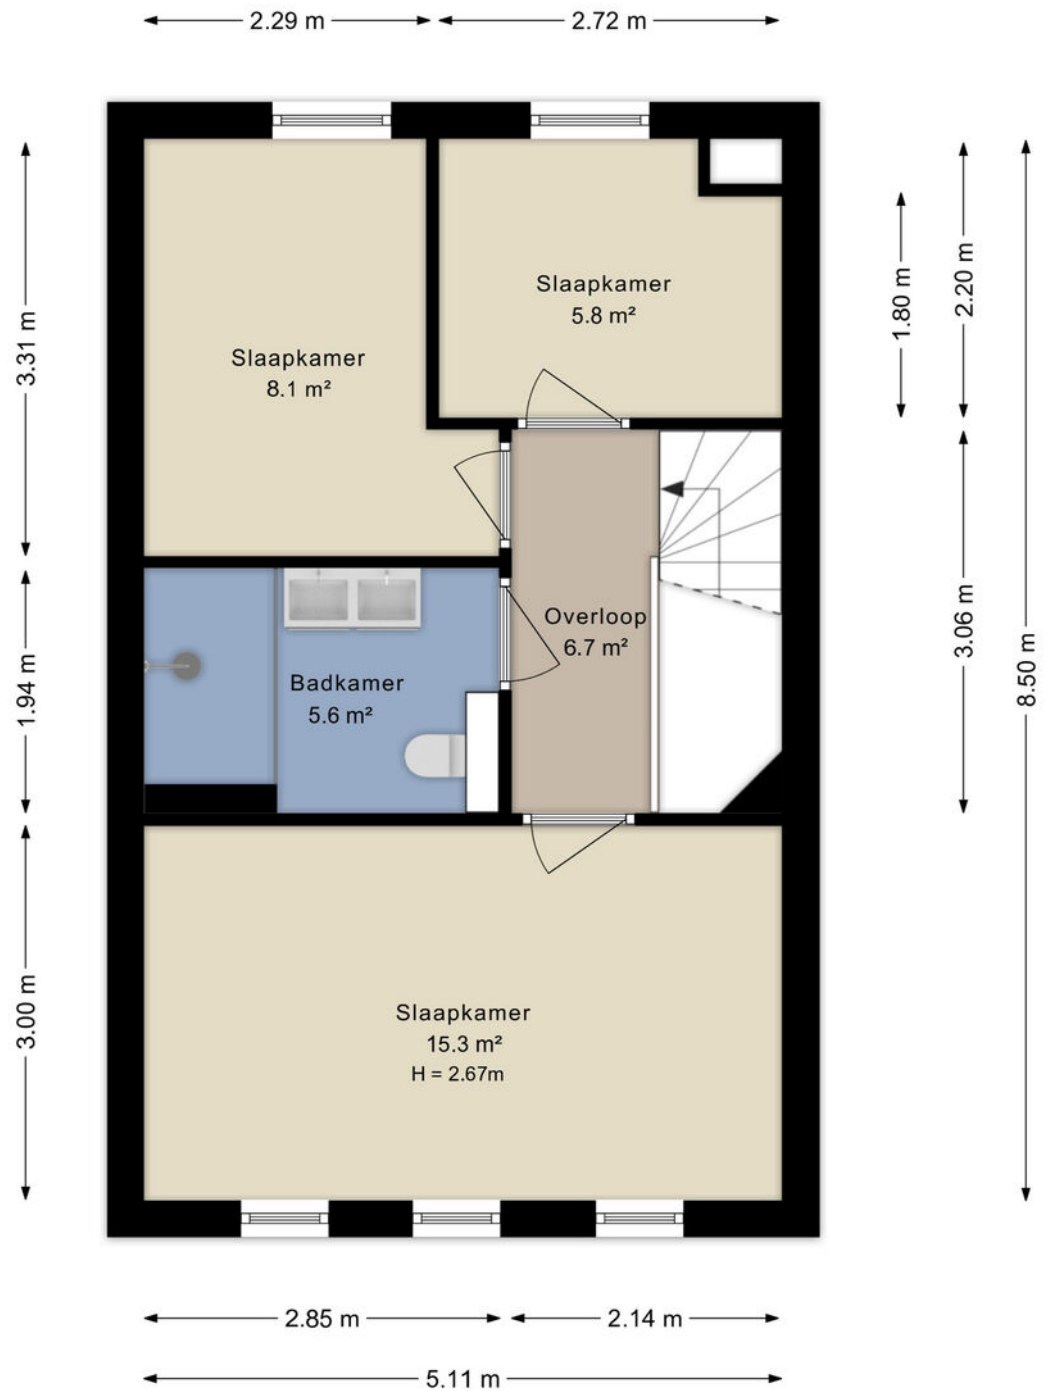 2.29 m
2.72 m
3.31 m
1.94 m
3.00 m
Slaapkamer
8.1 m²
Slaapkamer
5.8 m²
Overloop
6.7 m²
Badkamer
5.6 m²
Slaapkamer
15.3 m²
H = 2.67m
1.80 m
2.20 m
3.06 m
8.50 m
2.85 m
2.14 m
5.11 m